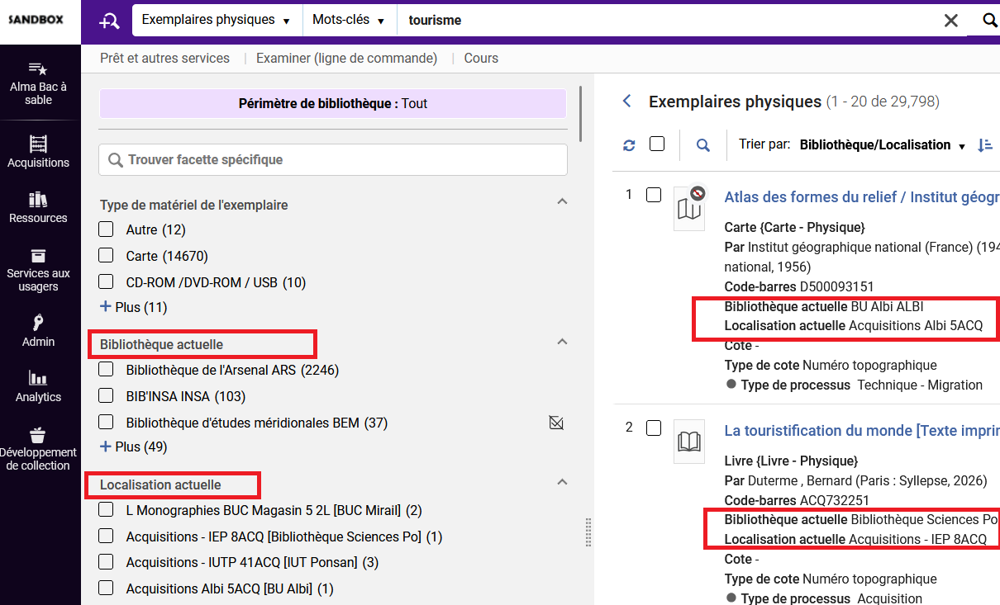 SANDBOX
Exemplaires physiques
Mots-clés
tourisme
Prêt et autres services | Examiner (ligne de commande) | Cours
Alma Bac à
sable
Acquisitions
Ressources
Services aux
usagers
Admin
Analytics
Développement
de collection
Périmètre de bibliothèque : Tout
Trouver facette spécifique
Type de matériel de l'exemplaire
Autre (12)
Carte (14670)
CD-ROM /DVD-ROM / USB (10)
+ Plus (11)
Bibliothèque actuelle
Bibliothèque de l'Arsenal ARS (2246)
BIB'INSA INSA (103)
Bibliothèque d'études méridionales BEM (37)
+ Plus (49)
Localisation actuelle
L Monographies BUC Magasin 5 2L [BUC Mirail] (2)
Acquisitions - IEP 8ACQ [Bibliothèque Sciences Po] (1)
Acquisitions - IUTP 41ACQ [IUT Ponsan] (3)
Acquisitions Albi 5ACQ [BU Albi] (1)
Exemplaires physiques (1 - 20 de 29,798)
Trier par: Bibliothèque/Localisation
1
Atlas des formes du relief / Institut géogr
Carte {Carte - Physique}
Par Institut géographique national (France) (194
national, 1956)
Code-barres D500093151
Bibliothèque actuelle BU Albi ALBI
Localisation actuelle Acquisitions Albi 5ACQ
Cote -
Type de cote Numéro topographique
Type de processus Technique - Migration
2
La touristification du monde [Texte imprir
Livre {Livre - Physique}
Par Duterme , Bernard (Paris : Syllepse, 2026)
Code-barres ACQ732251
Bibliothèque actuelle Bibliothèque Sciences Po
Localisation actuelle Acquisitions - IEP 8ACQ
Cote -
Type de cote Numéro topographique
Type de processus Acquisition